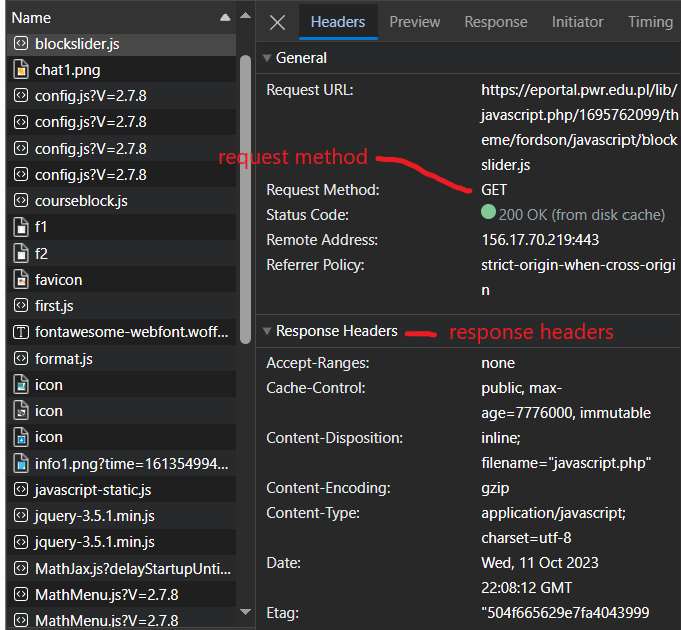 Name
blockslider.js
chat1.png
config.js?V=2.7.8
config.js?V=2.7.8
config.js?V=2.7.8
config.js?V=2.7.8
courseblock.js
f1
f2
favicon
first.js
fontawesome-webfont.woff...
format.js
icon
icon
icon
info1.png?time=161354994...
javascript-static.js
jquery-3.5.1.min.js
jquery-3.5.1.min.js
MathJax.js?delayStartupUnti...
MathMenu.js?V=2.7.8
MathMenu.js?V=2.7.8
Headers Preview Response Initiator Timing
General
Request URL: https://eportal.pwr.edu.pl/lib/
javascript.php/1695762099/th
eme/fordson/javascript/block
slider.js
request method
Request Method: GET
Status Code: 200 OK (from disk cache)
Remote Address: 156.17.70.219:443
Referrer Policy: strict-origin-when-cross-origi
n
Response Headers response headers
Accept-Ranges: none
Cache-Control: public, max-
age=7776000, immutable
Content-Disposition: inline;
filename="javascript.php"
Content-Encoding: gzip
Content-Type: application/javascript;
charset=utf-8
Date: Wed, 11 Oct 2023
22:08:12 GMT
Etag: "504f665629e7fa4043999